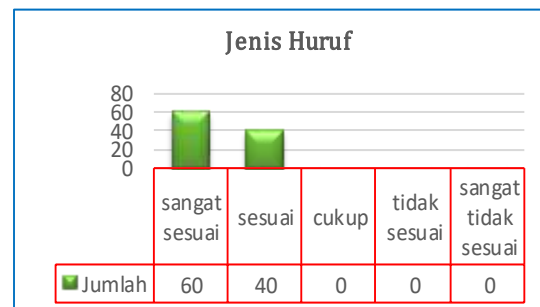 Jenis Huruf
80
60
40
20
0
sangat sesuai
sesuai
cukup
tidak sesuai
sangat tidak sesuai
Jumlah 60 40 0 0 0